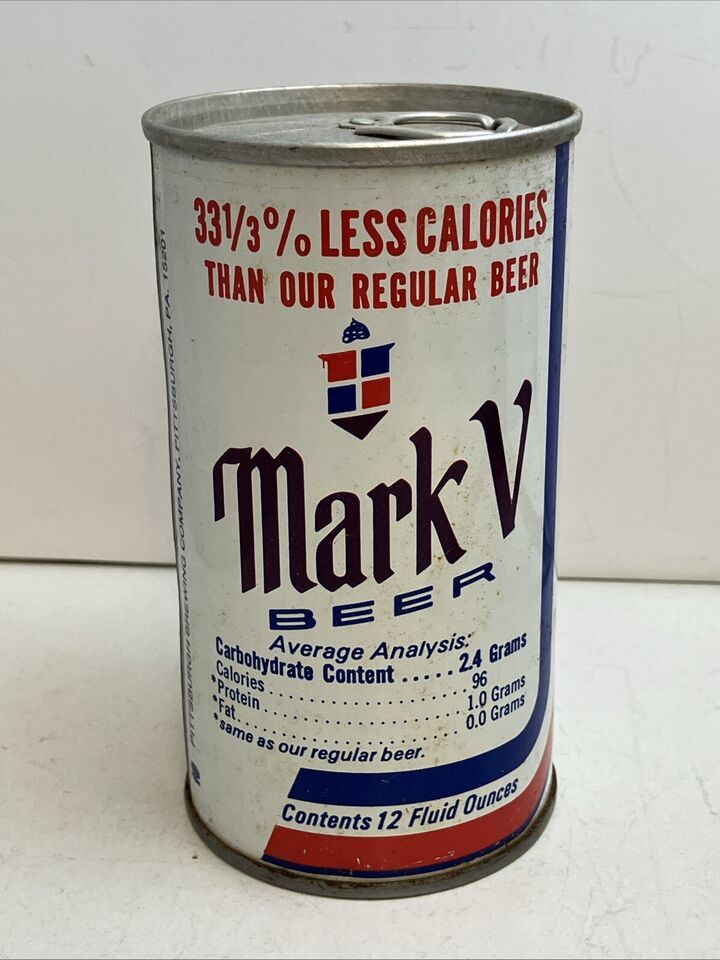 33 1/3% LESS CALORIES
THAN OUR REGULAR BEER
Mark V
BEER
Average Analysis:
Carbohydrate Content ..... 2.4 Grams
Calories ........................ 96
*Protein ........................ 1.0 Grams
*Fat ........................ 0.0 Grams
*same as our regular beer.
Contents 12 Fluid Ounces
PITTSBURGH BREWING COMPANY, PITTSBURGH, PA. 15201